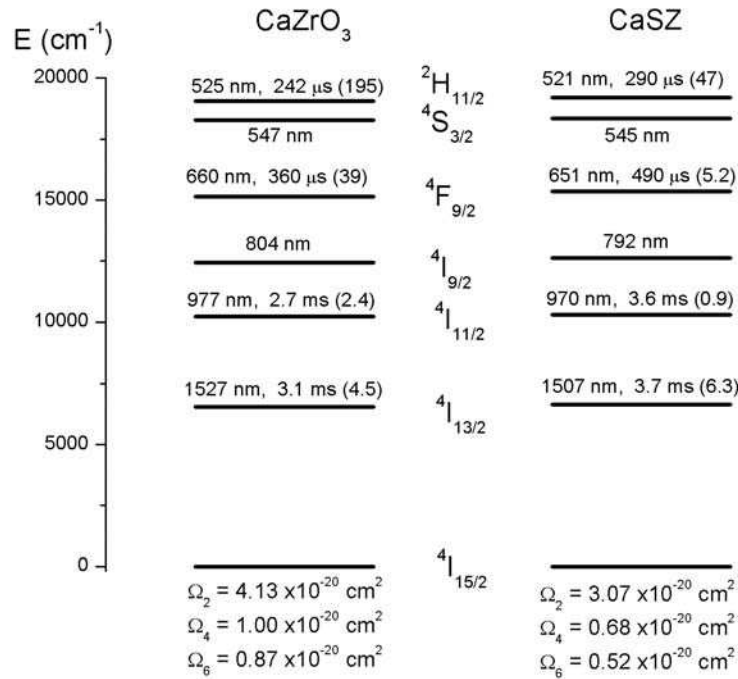 CaZrO₃ CaSZ
E (cm⁻¹)
20000 525 nm, 242 μs (195) ²H₁₁/₂ 521 nm, 290 μs (47)
547 nm ⁴S₃/₂ 545 nm
15000 660 nm, 360 μs (39) ⁴F₉/₂ 651 nm, 490 μs (5.2)
804 nm ⁴I₉/₂ 792 nm
10000 977 nm, 2.7 ms (2.4) ⁴I₁₁/₂ 970 nm, 3.6 ms (0.9)
1527 nm, 3.1 ms (4.5) ⁴I₁₃/₂ 1507 nm, 3.7 ms (6.3)
5000
0 ⁴I₁₅/₂
Ω₂ = 4.13 x10⁻²⁰ cm² Ω₂ = 3.07 x10⁻²⁰ cm²
Ω₄ = 1.00 x10⁻²⁰ cm² Ω₄ = 0.68 x10⁻²⁰ cm²
Ω₆ = 0.87 x10⁻²⁰ cm² Ω₆ = 0.52 x10⁻²⁰ cm²